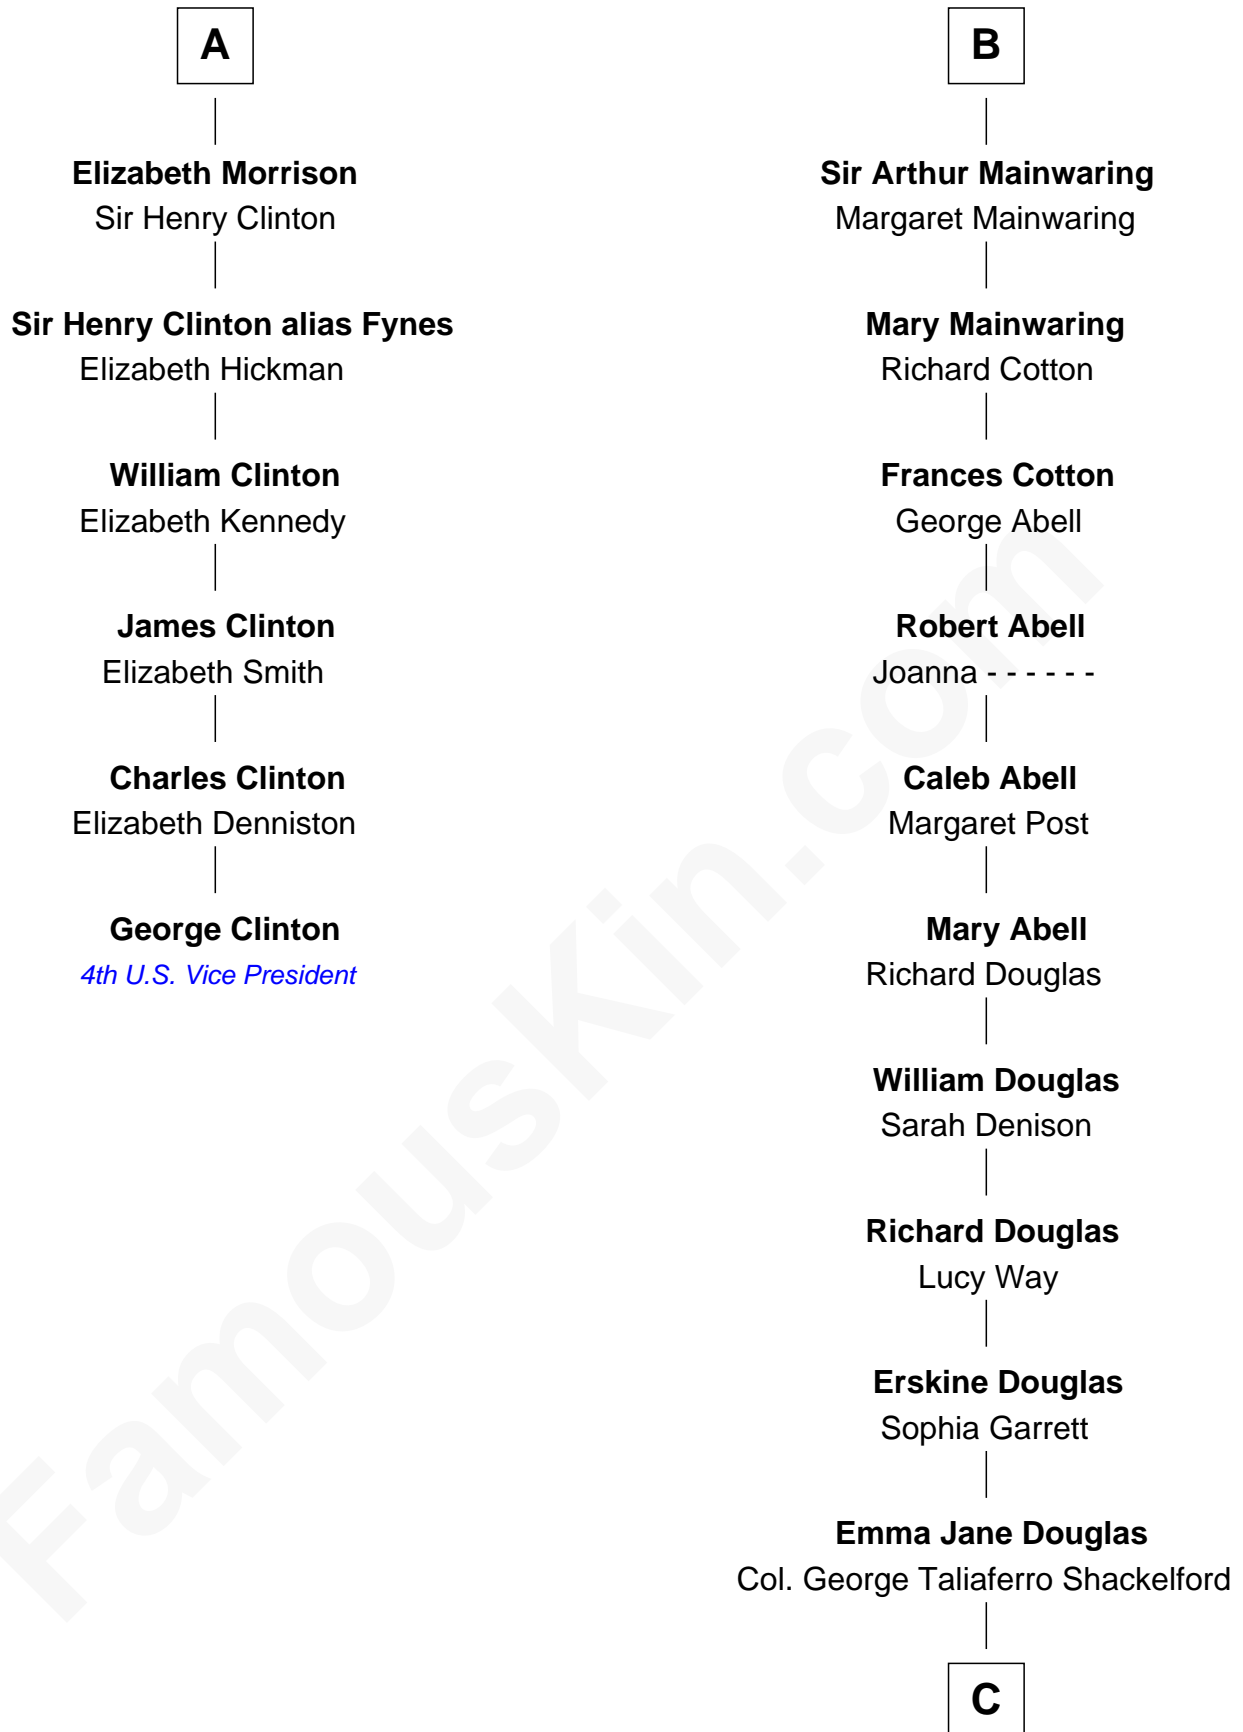 A
Elizabeth Morrison
Sir Henry Clinton
Sir Henry Clinton alias Fynes
Elizabeth Hickman
William Clinton
Elizabeth Kennedy
James Clinton
Elizabeth Smith
Charles Clinton
Elizabeth Denniston
George Clinton
4th U.S. Vice President
B
Sir Arthur Mainwaring
Margaret Mainwaring
Mary Mainwaring
Richard Cotton
Frances Cotton
George Abell
Robert Abell
Joanna - - - - - -
Caleb Abell
Margaret Post
Mary Abell
Richard Douglas
William Douglas
Sarah Denison
Richard Douglas
Lucy Way
Erskine Douglas
Sophia Garrett
Emma Jane Douglas
Col. George Taliaferro Shackelford
C
FamousKin.com